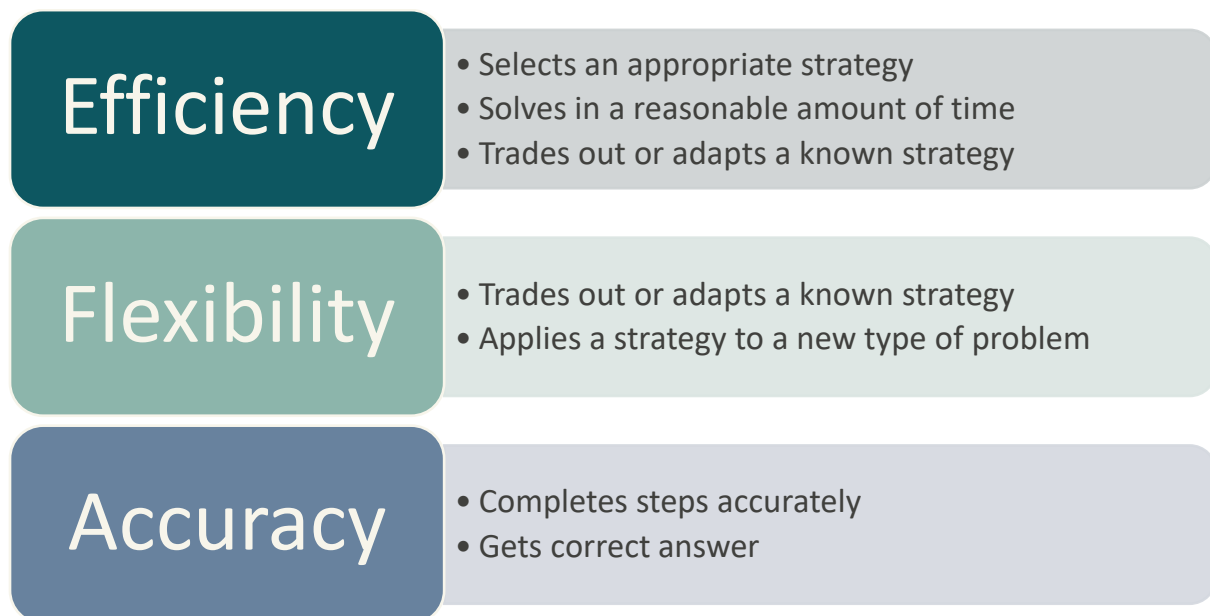 Efficiency
• Selects an appropriate strategy
• Solves in a reasonable amount of time
• Trades out or adapts a known strategy
Flexibility
• Trades out or adapts a known strategy
• Applies a strategy to a new type of problem
Accuracy
• Completes steps accurately
• Gets correct answer